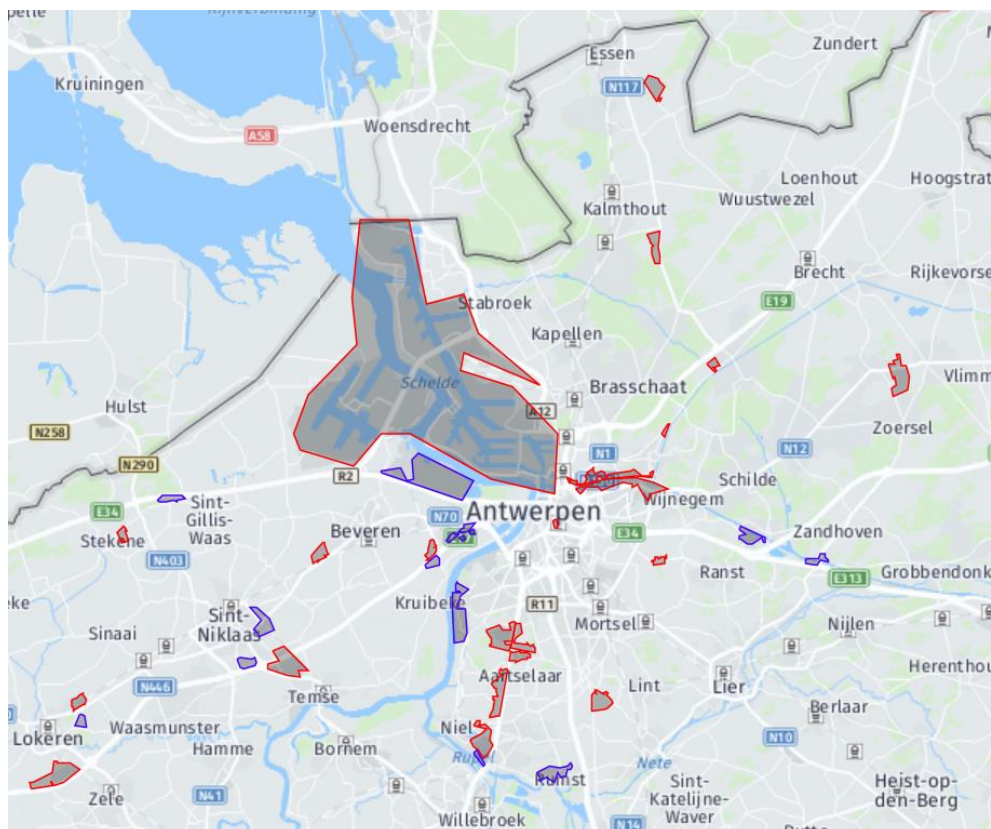 Rijnverbinding
Kruiningen
A58
Woensdrecht
Essen
N117
Zundert
Loenhout
Hoogstrat
Wuustwezel
Kalmthout
Brecht
Rijkevorse
E19
Stabroek
Kapellen
Schelde
Brasschaat
Vlimm
Hulst
A12
Zoersel
N258
N290
R2
N1
N12
Schilde
Sint-
Gillis-
Waas
Wijnegem
E34
Stekene
Beveren
N70
Antwerpen
E34
Zandhoven
N403
Ranst
E313
Grobbendonk
eke
Kruibeke
R11
Sint-
Niklaas
Mortsel
Nijlen
Sinaai
Aartselaar
Herenthou
N446
Temse
Lint
Lier
Waasmunster
Niel
Berlaar
Lokeren
Hamme
Bornem
Rupel
N10
Nete
Rumst
Sint-
Katelijne-
Waver
Heist-op-
den-Berg
Zele
N41
Willebroek
N14